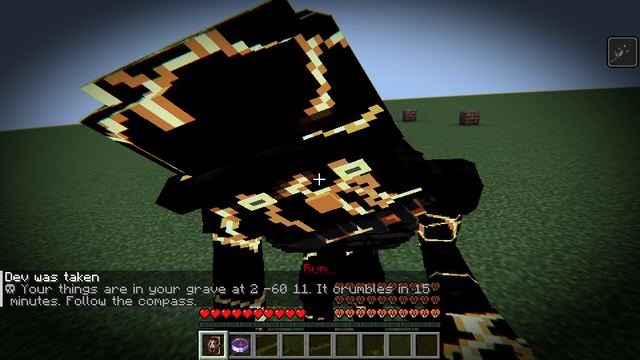 Run...
Dev was taken
☠ Your things are in your grave at 2 -60 11. It crumbles in 15
minutes. Follow the compass.